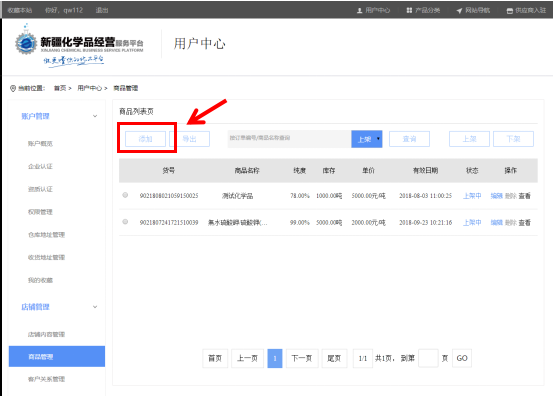 收藏本站 你好，qw112 退出 用户中心 产品分类 网站导航 供应商入驻
新疆化学品经营服务平台 用户中心
XINJIANG CHEMICAL BUSINESS SERVICE PLATFORM
当前位置： 首页 > 用户中心 > 商品管理
账户管理
账户概览
企业认证
资质认证
权限管理
仓库地址管理
收货地址管理
我的收藏
店铺管理
店铺内容管理
商品管理
客户关系管理
商品列表页
添加 导出 按订单编号/商品名称查询 上架 查询 上架 下架
货号 商品名称 纯度 库存 单价 有效日期 状态 操作
9021808021059150025 测试化学品 78.00% 1000.00吨 5000.00元/吨 2018-08-03 11:00:25 上架中 编辑 删除 查看
9021807241721510039 無水硫酸鉀 硫酸鉀(... 99.00% 5000.00吨 2000.00元/吨 2018-09-23 10:21:16 上架中 编辑 删除 查看
首页 上一页 1 下一页 尾页 1/1 共1页， 到第 页 GO